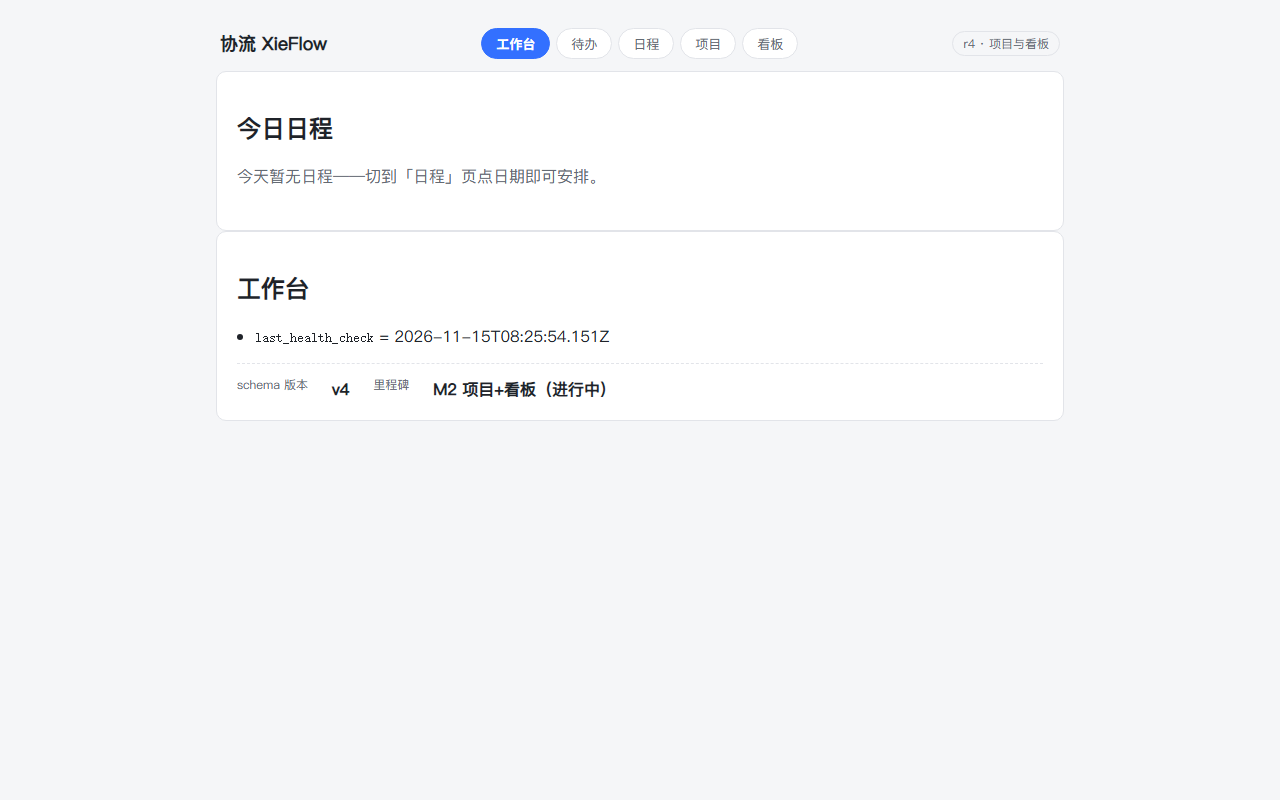 协流 XieFlow
工作台
待办
日程
项目
看板
r4 · 项目与看板
今日日程
今天暂无日程——切到「日程」页点日期即可安排。
工作台
last_health_check = 2026-11-15T08:25:54.151Z
schema 版本 v4 里程碑 M2 项目+看板（进行中）